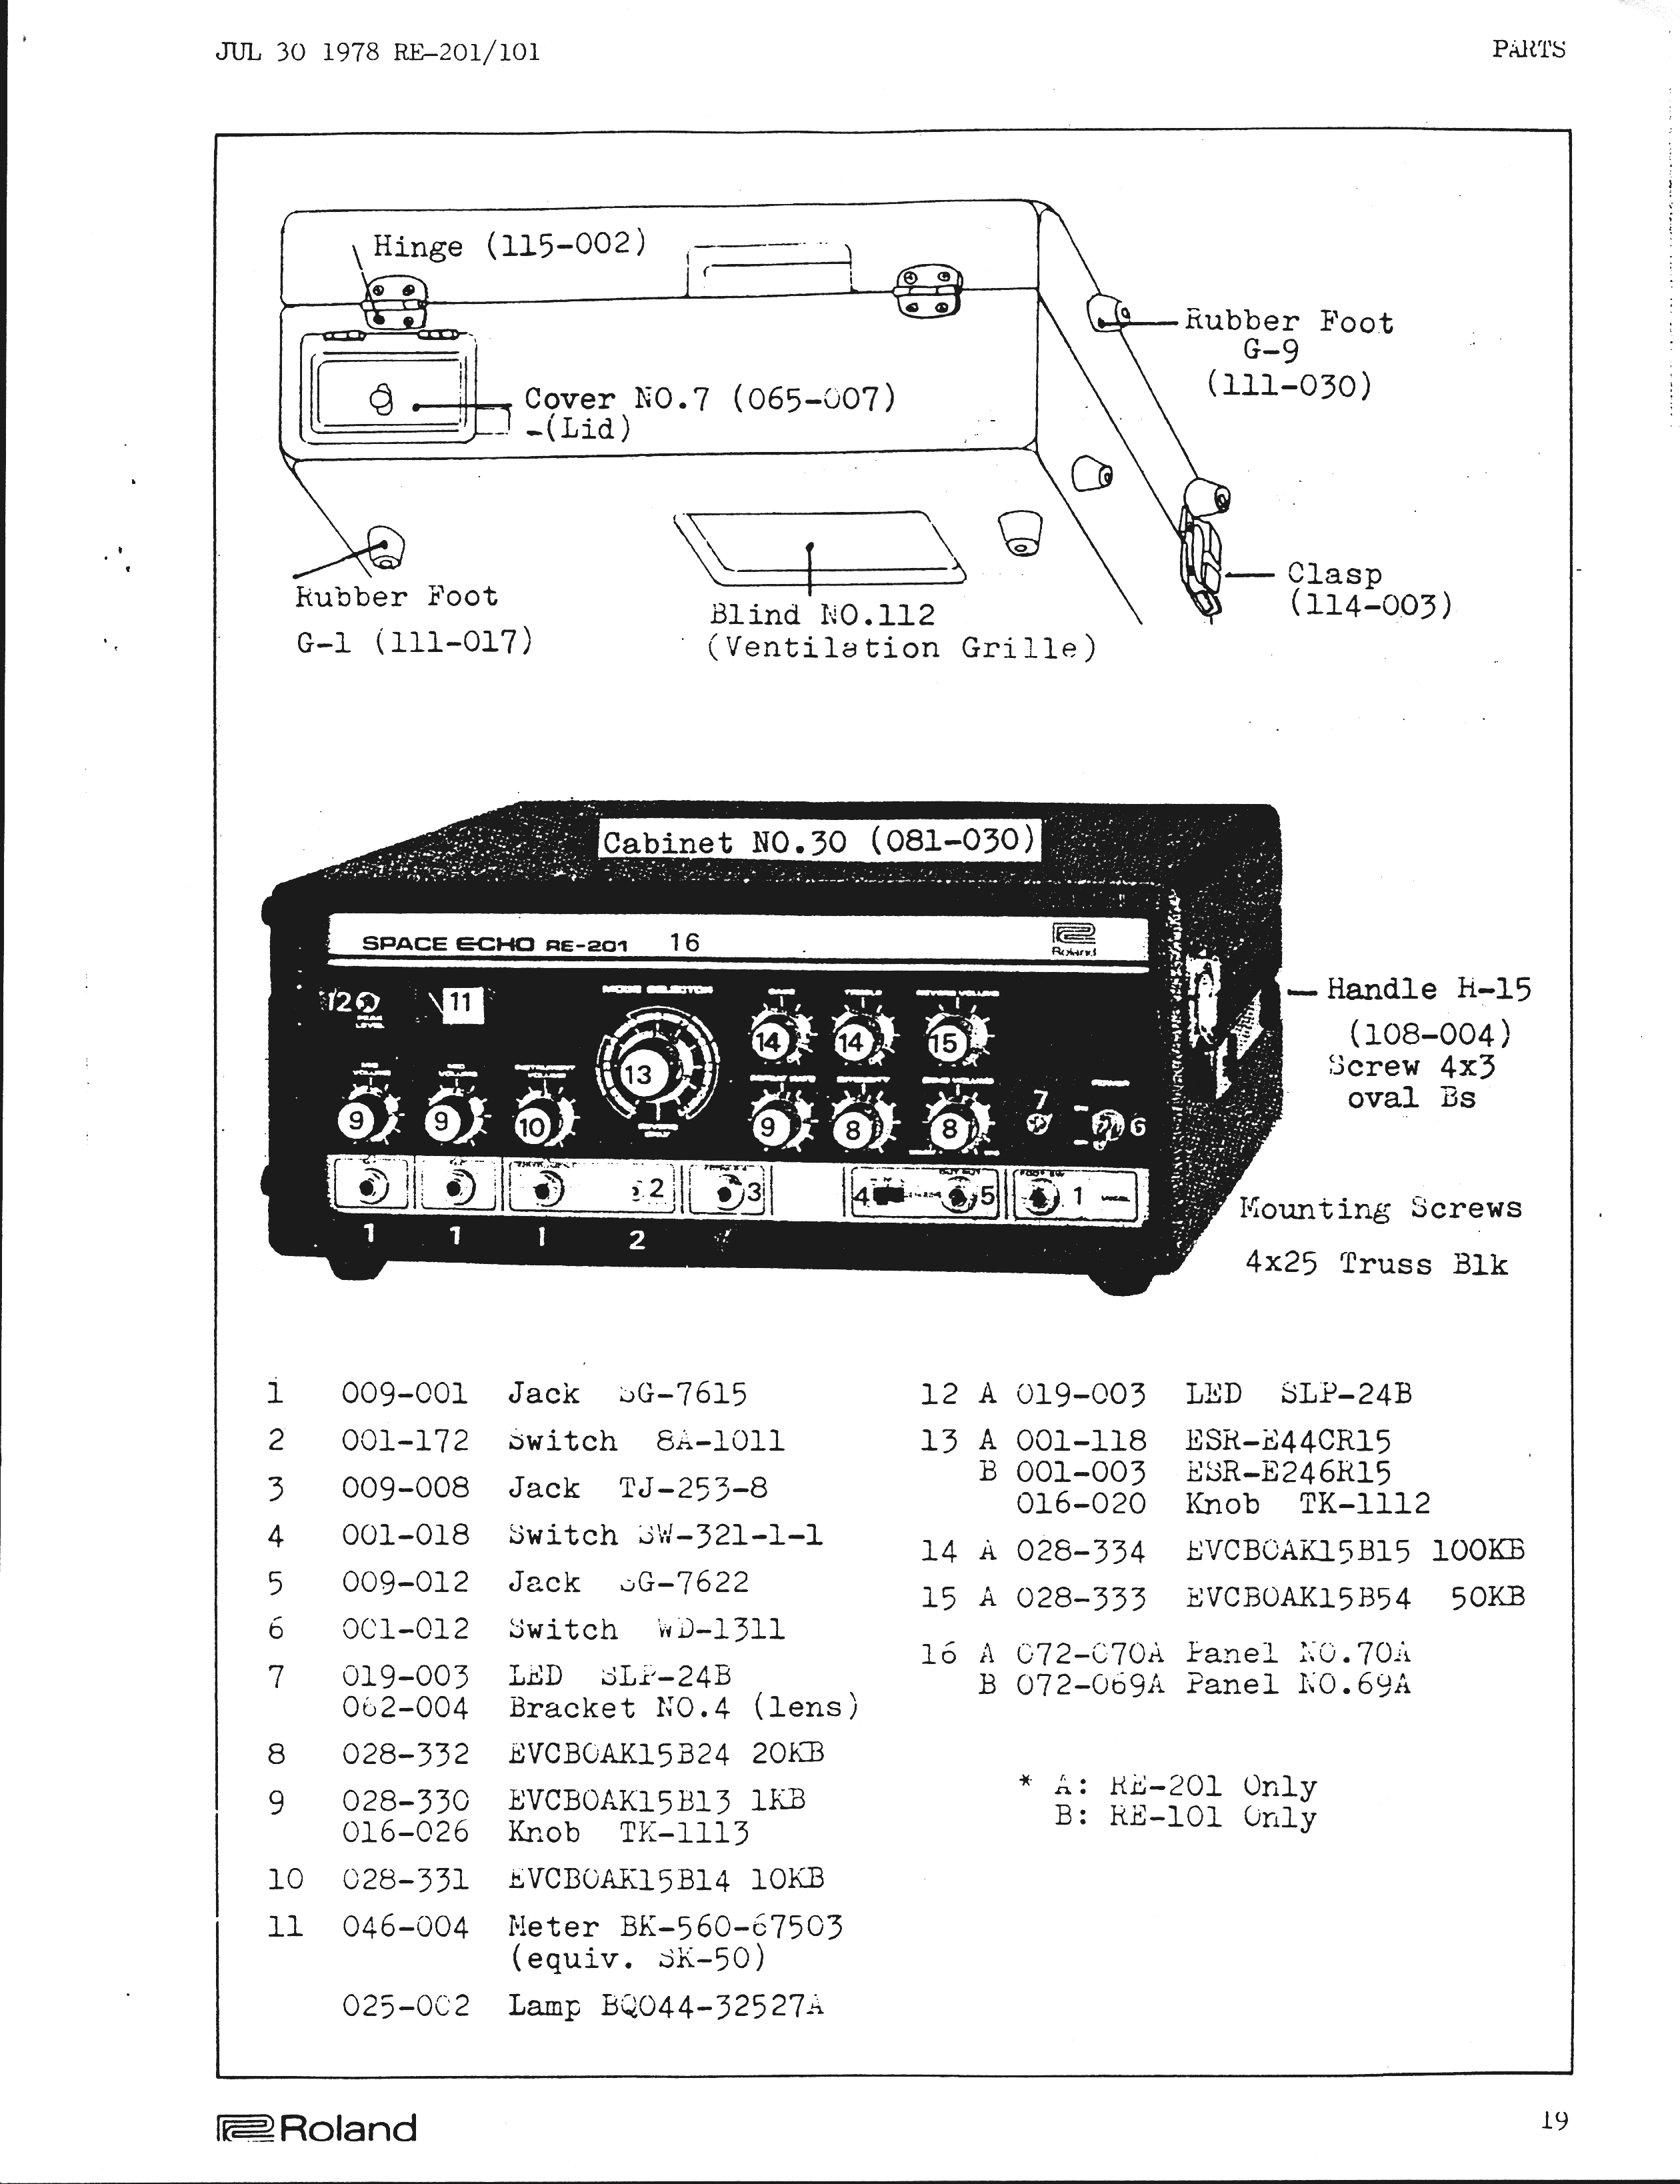 JUL 30 1978 RE-201/101
PARTS
Hinge (115-002)
Rubber Foot
G-9
(111-030)
Cover NO.7 (065-007)
-(Lid)
Clasp
(114-003)
Rubber Foot
G-1 (111-017)
Blind NO.112
(Ventilation Grille)
Cabinet NO.30 (081-030)
SPACE ECHO RE-201 16
Roland
12
PEAK
LEVEL
11
MODE SELECTOR
TREBLE
REVERB VOLUME
14
14
15
13
INSTRUMENT
VOLUME
POWER
9
9
10
9
8
8
7
6
2
3
4
5
1
1
1
1
2
Handle H-15
(108-004)
Screw 4x3
oval Bs
Mounting Screws
4x25 Truss Blk
1 009-001 Jack SG-7615
2 001-172 Switch 8A-1011
3 009-008 Jack TJ-253-8
4 001-018 Switch SW-321-1-1
5 009-012 Jack SG-7622
6 001-012 Switch WD-1311
7 019-003 LED SLP-24B
062-004 Bracket NO.4 (lens)
8 028-332 EVCBOAK15B24 20KB
9 028-330 EVCBOAK15B13 1KB
016-026 Knob TK-1113
10 028-331 EVCBOAK15B14 10KB
11 046-004 Meter BK-560-67503
(equiv. SK-50)
025-002 Lamp BQ044-32527A
12 A 019-003 LED SLP-24B
13 A 001-118 ESR-E44CR15
B 001-003 ESR-E246R15
016-020 Knob TK-1112
14 A 028-334 EVCBOAK15B15 100KB
15 A 028-333 EVCBOAK15B54 50KB
16 A 072-070A Panel NO.70A
B 072-069A Panel NO.69A
* A: RE-201 Only
B: RE-101 Only
Roland
19